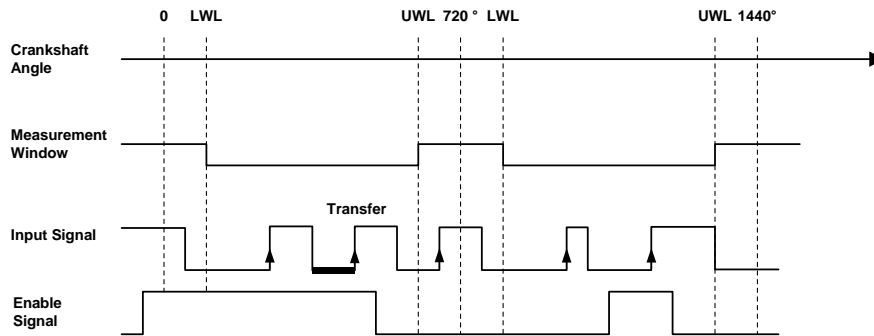 0 LWL UWL 720 ° LWL UWL 1440°
Crankshaft
Angle
Measurement
Window
Transfer
Input Signal
Enable
Signal